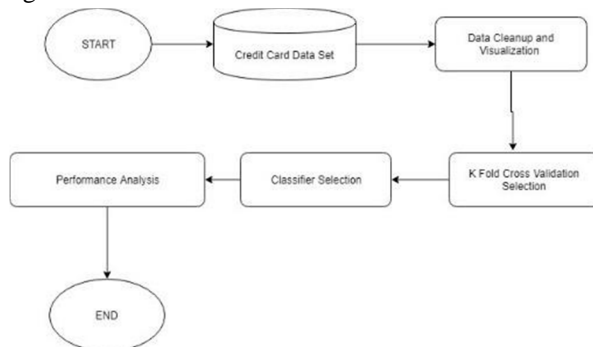 START
Credit Card Data Set
Data Cleanup and
Visualization
K Fold Cross Validation
Selection
Classifier Selection
Performance Analysis
END